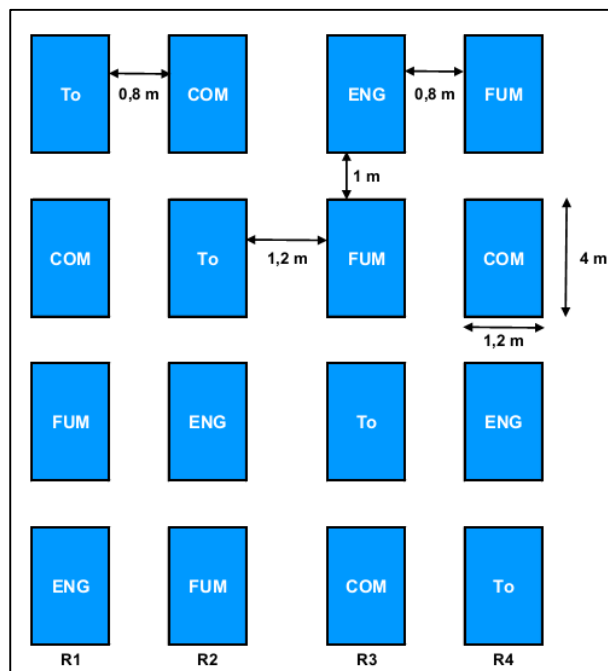 To COM ENG FUM
0,8 m 0,8 m
1 m
COM To FUM COM
1,2 m 4 m
1,2 m
FUM ENG To ENG
ENG FUM COM To
R1 R2 R3 R4